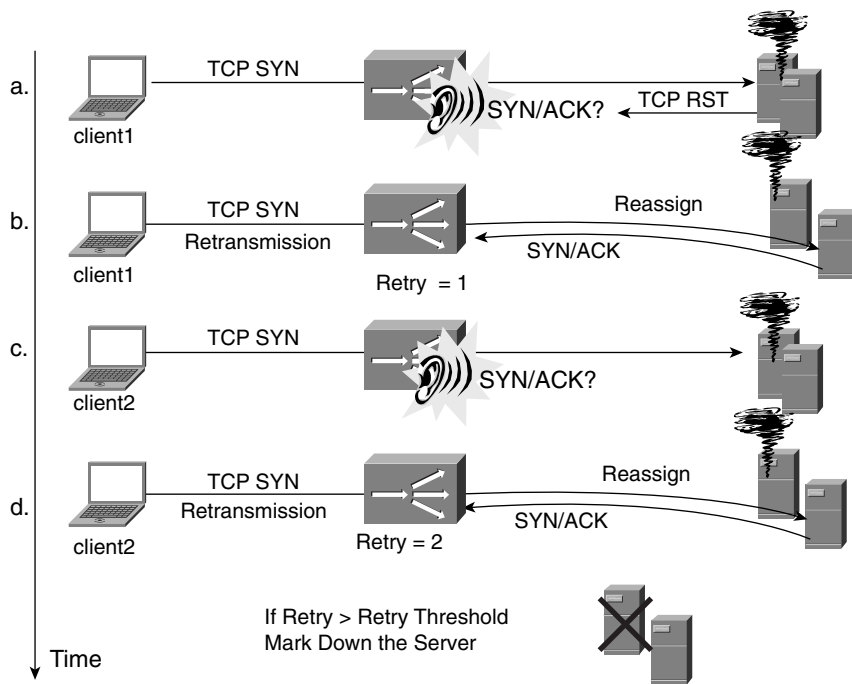 a.
TCP SYN
SYN/ACK?
TCP RST
client1
b.
TCP SYN
Retransmission
Reassign
SYN/ACK
client1
Retry = 1
c.
TCP SYN
SYN/ACK?
client2
d.
TCP SYN
Retransmission
Reassign
SYN/ACK
client2
Retry = 2
If Retry > Retry Threshold
Mark Down the Server
Time